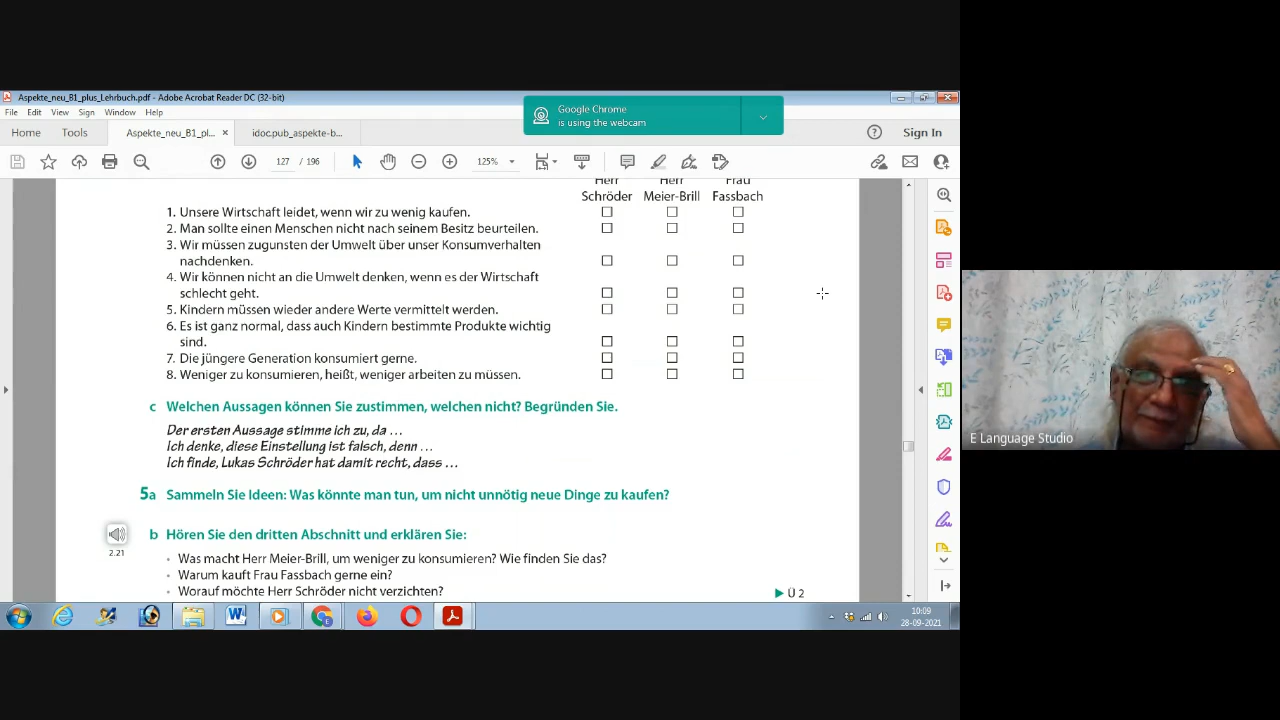 Aspekte_neu_B1_plus_Lehrbuch.pdf - Adobe Acrobat Reader DC (32-bit)
Google Chrome
is using the webcam
File Edit View Sign Window Help
Home Tools Aspekte_neu_B1_pl... × idoc.pub_aspekte-b... Sign In
127 / 196 125%
Herr Herr Frau
Schröder Meier-Brill Fassbach
1. Unsere Wirtschaft leidet, wenn wir zu wenig kaufen.
2. Man sollte einen Menschen nicht nach seinem Besitz beurteilen.
3. Wir müssen zugunsten der Umwelt über unser Konsumverhalten
nachdenken.
4. Wir können nicht an die Umwelt denken, wenn es der Wirtschaft
schlecht geht.
5. Kindern müssen wieder andere Werte vermittelt werden.
6. Es ist ganz normal, dass auch Kindern bestimmte Produkte wichtig
sind.
7. Die jüngere Generation konsumiert gerne.
8. Weniger zu konsumieren, heißt, weniger arbeiten zu müssen.
c Welchen Aussagen können Sie zustimmen, welchen nicht? Begründen Sie.
Der ersten Aussage stimme ich zu, da …
Ich denke, diese Einstellung ist falsch, denn …
Ich finde, Lukas Schröder hat damit recht, dass …
5a Sammeln Sie Ideen: Was könnte man tun, um nicht unnötig neue Dinge zu kaufen?
b Hören Sie den dritten Abschnitt und erklären Sie:
2.21
• Was macht Herr Meier-Brill, um weniger zu konsumieren? Wie finden Sie das?
• Warum kauft Frau Fassbach gerne ein?
• Worauf möchte Herr Schröder nicht verzichten?
▶ Ü 2
10:09
28-09-2021
E Language Studio